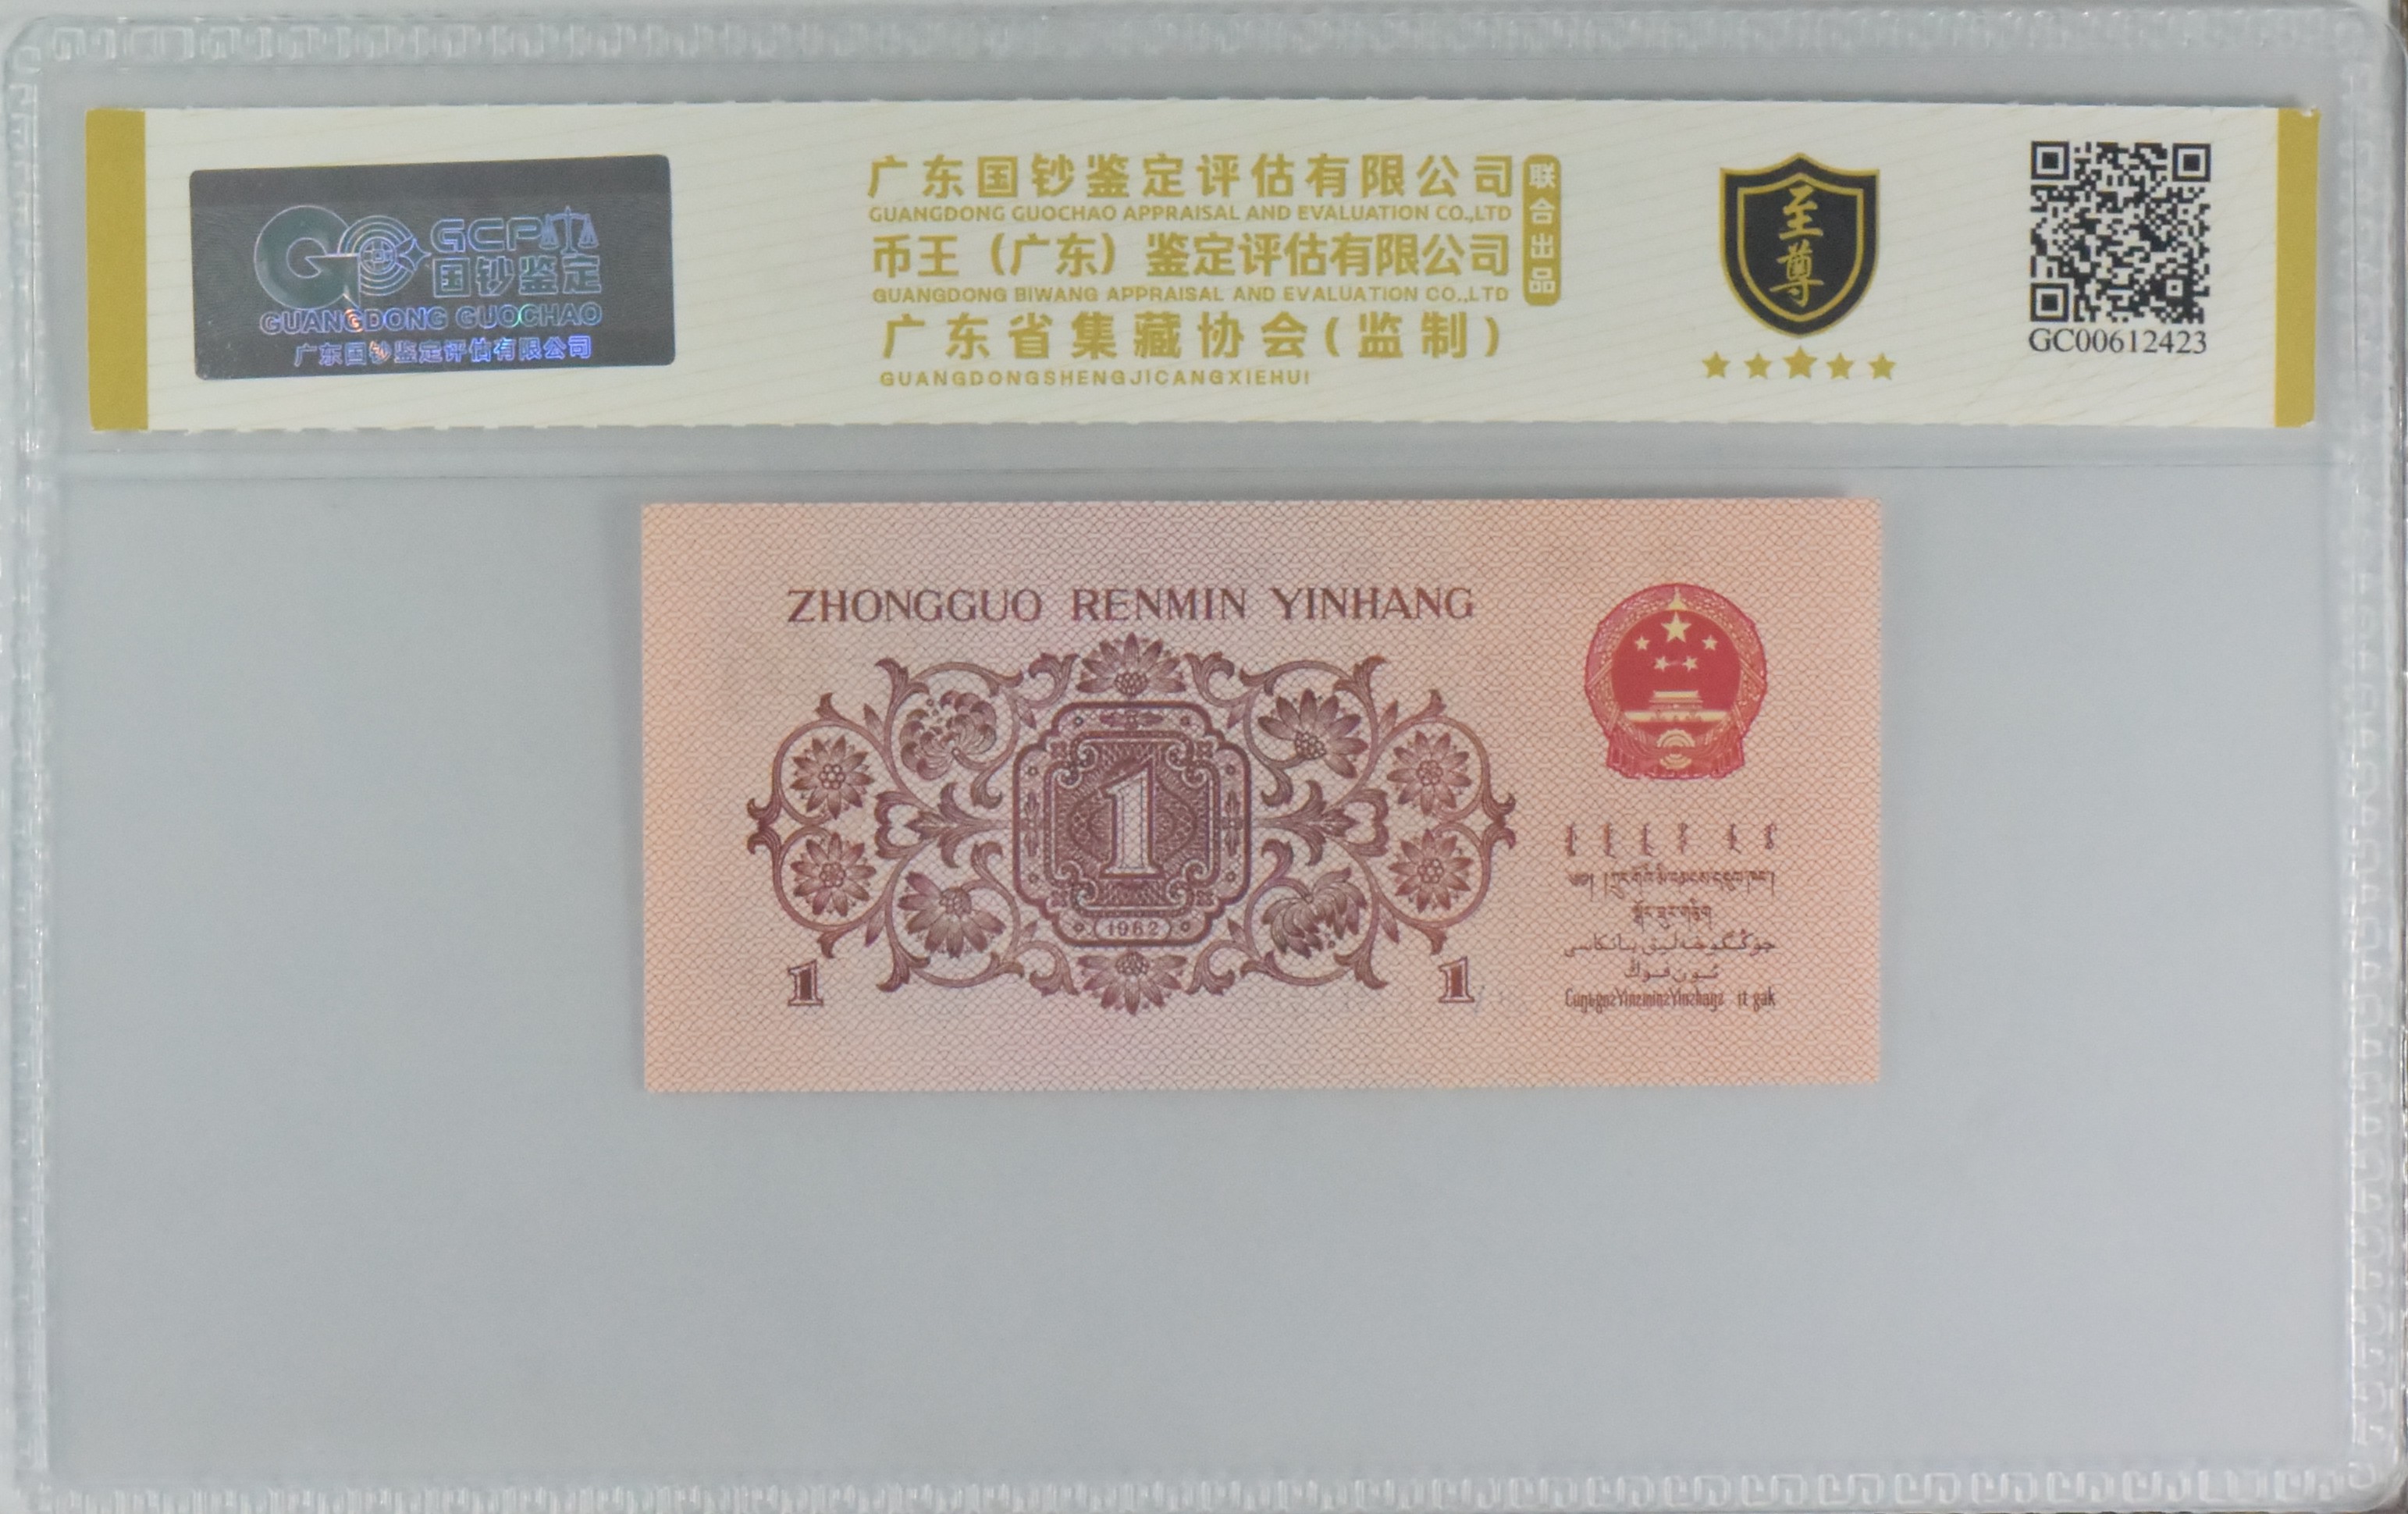 GCP
国钞鉴定
GUANGDONG GUOCHAO
广东国钞鉴定评估有限公司
广东国钞鉴定评估有限公司
GUANGDONG GUOCHAO APPRAISAL AND EVALUATION CO.,LTD
币王（广东）鉴定评估有限公司
GUANGDONG BIWANG APPRAISAL AND EVALUATION CO.,LTD
广东省集藏协会(监制)
GUANGDONGSHENGJICANGXIEHUI
联合出品
至尊
GC00612423
ZHONGGUO RENMIN YINHANG
1
1962
1
1
جۇڭگو خەلىق بانكاسى